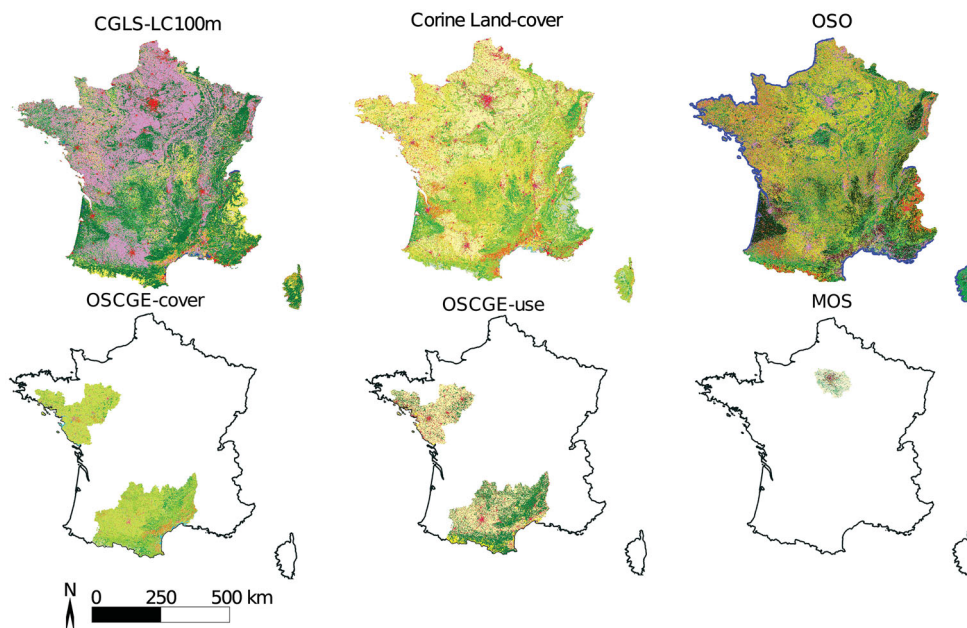 CGLS-LC100m
Corine Land-cover
OSO
OSCGE-cover
OSCGE-use
MOS
N
0 250 500 km